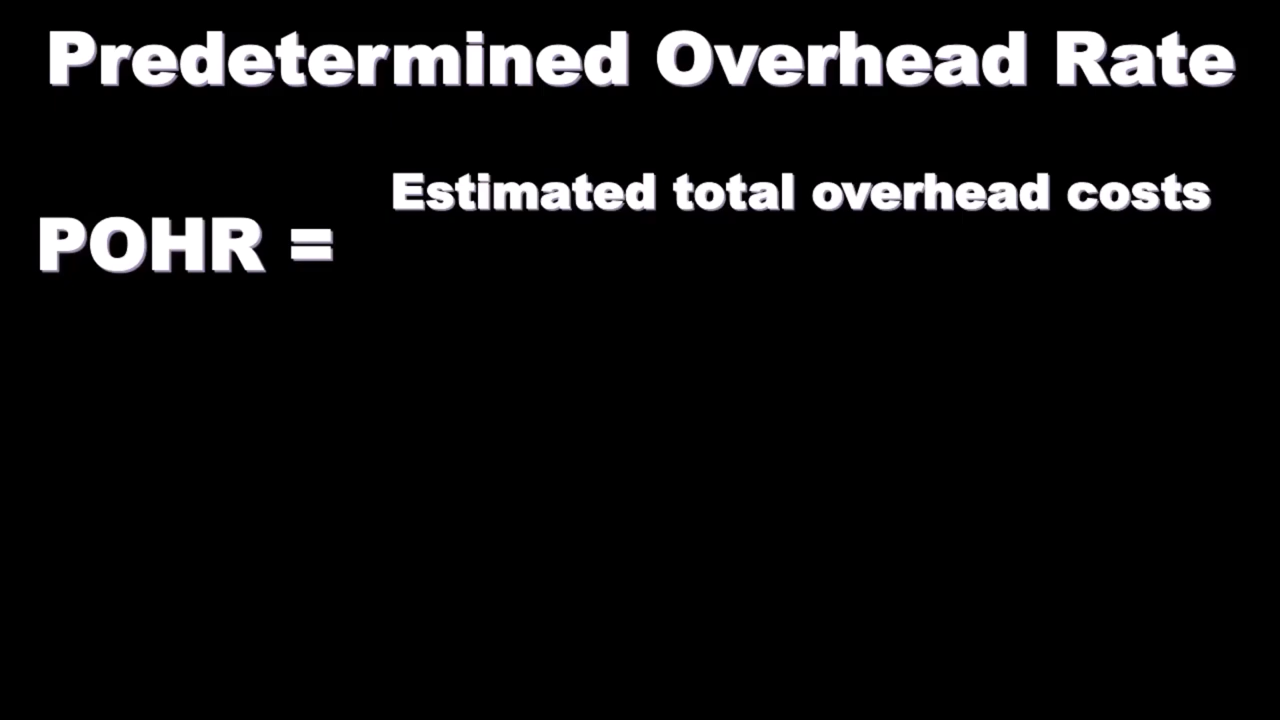 Predetermined Overhead Rate
Estimated total overhead costs
POHR =